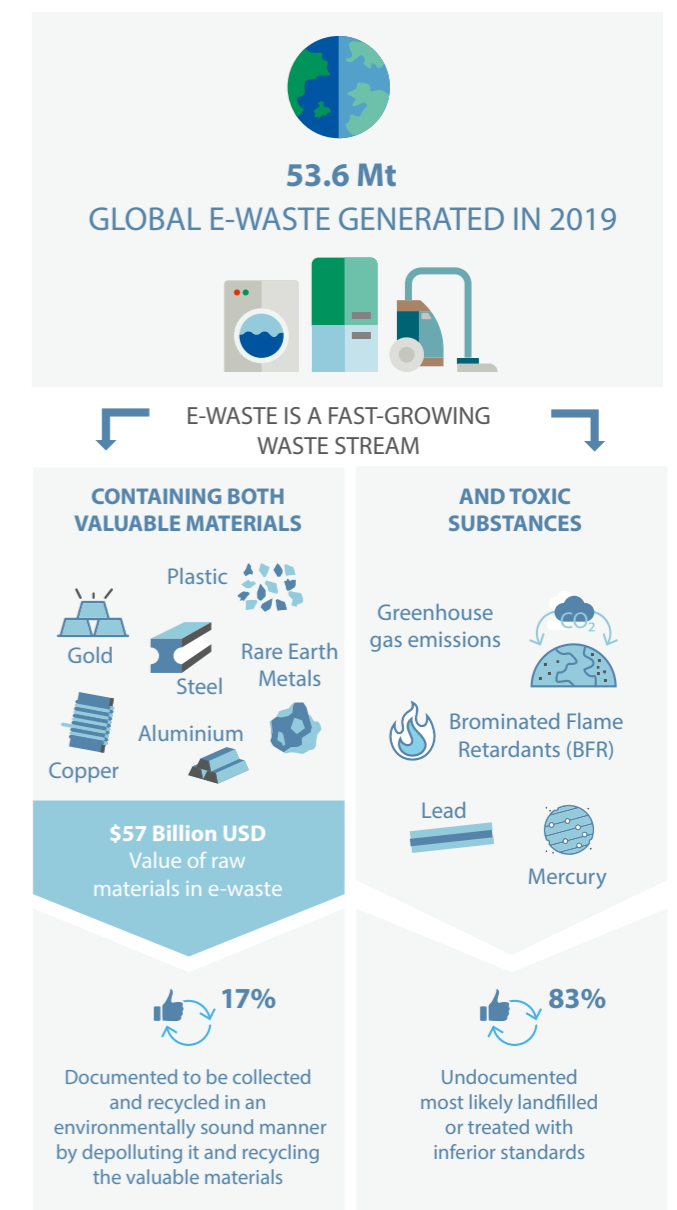 53.6 Mt
GLOBAL E-WASTE GENERATED IN 2019
E-WASTE IS A FAST-GROWING
WASTE STREAM
CONTAINING BOTH
VALUABLE MATERIALS
Plastic
Gold
Steel
Rare Earth
Metals
Copper
Aluminium
$57 Billion USD
Value of raw
materials in e-waste
17%
Documented to be collected
and recycled in an
environmentally sound manner
by depolluting it and recycling
the valuable materials
AND TOXIC
SUBSTANCES
Greenhouse
gas emissions
CO2
Brominated Flame
Retardants (BFR)
Lead
Mercury
83%
Undocumented
most likely landfilled
or treated with
inferior standards